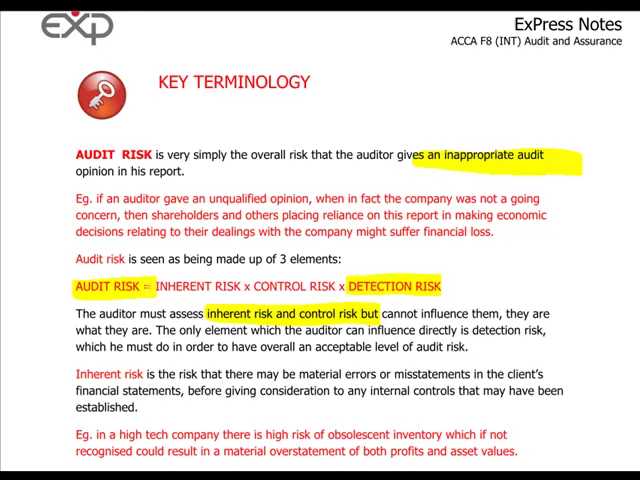 exp
ExPress Notes
ACCA F8 (INT) Audit and Assurance
KEY TERMINOLOGY
AUDIT RISK is very simply the overall risk that the auditor gives an inappropriate audit
opinion in his report.
Eg. if an auditor gave an unqualified opinion, when in fact the company was not a going
concern, then shareholders and others placing reliance on this report in making economic
decisions relating to their dealings with the company might suffer financial loss.
Audit risk is seen as being made up of 3 elements:
AUDIT RISK = INHERENT RISK x CONTROL RISK x DETECTION RISK
The auditor must assess inherent risk and control risk but cannot influence them, they are
what they are. The only element which the auditor can influence directly is detection risk,
which he must do in order to have overall an acceptable level of audit risk.
Inherent risk is the risk that there may be material errors or misstatements in the client's
financial statements, before giving consideration to any internal controls that may have been
established.
Eg. in a high tech company there is high risk of obsolescent inventory which if not
recognised could result in a material overstatement of both profits and asset values.